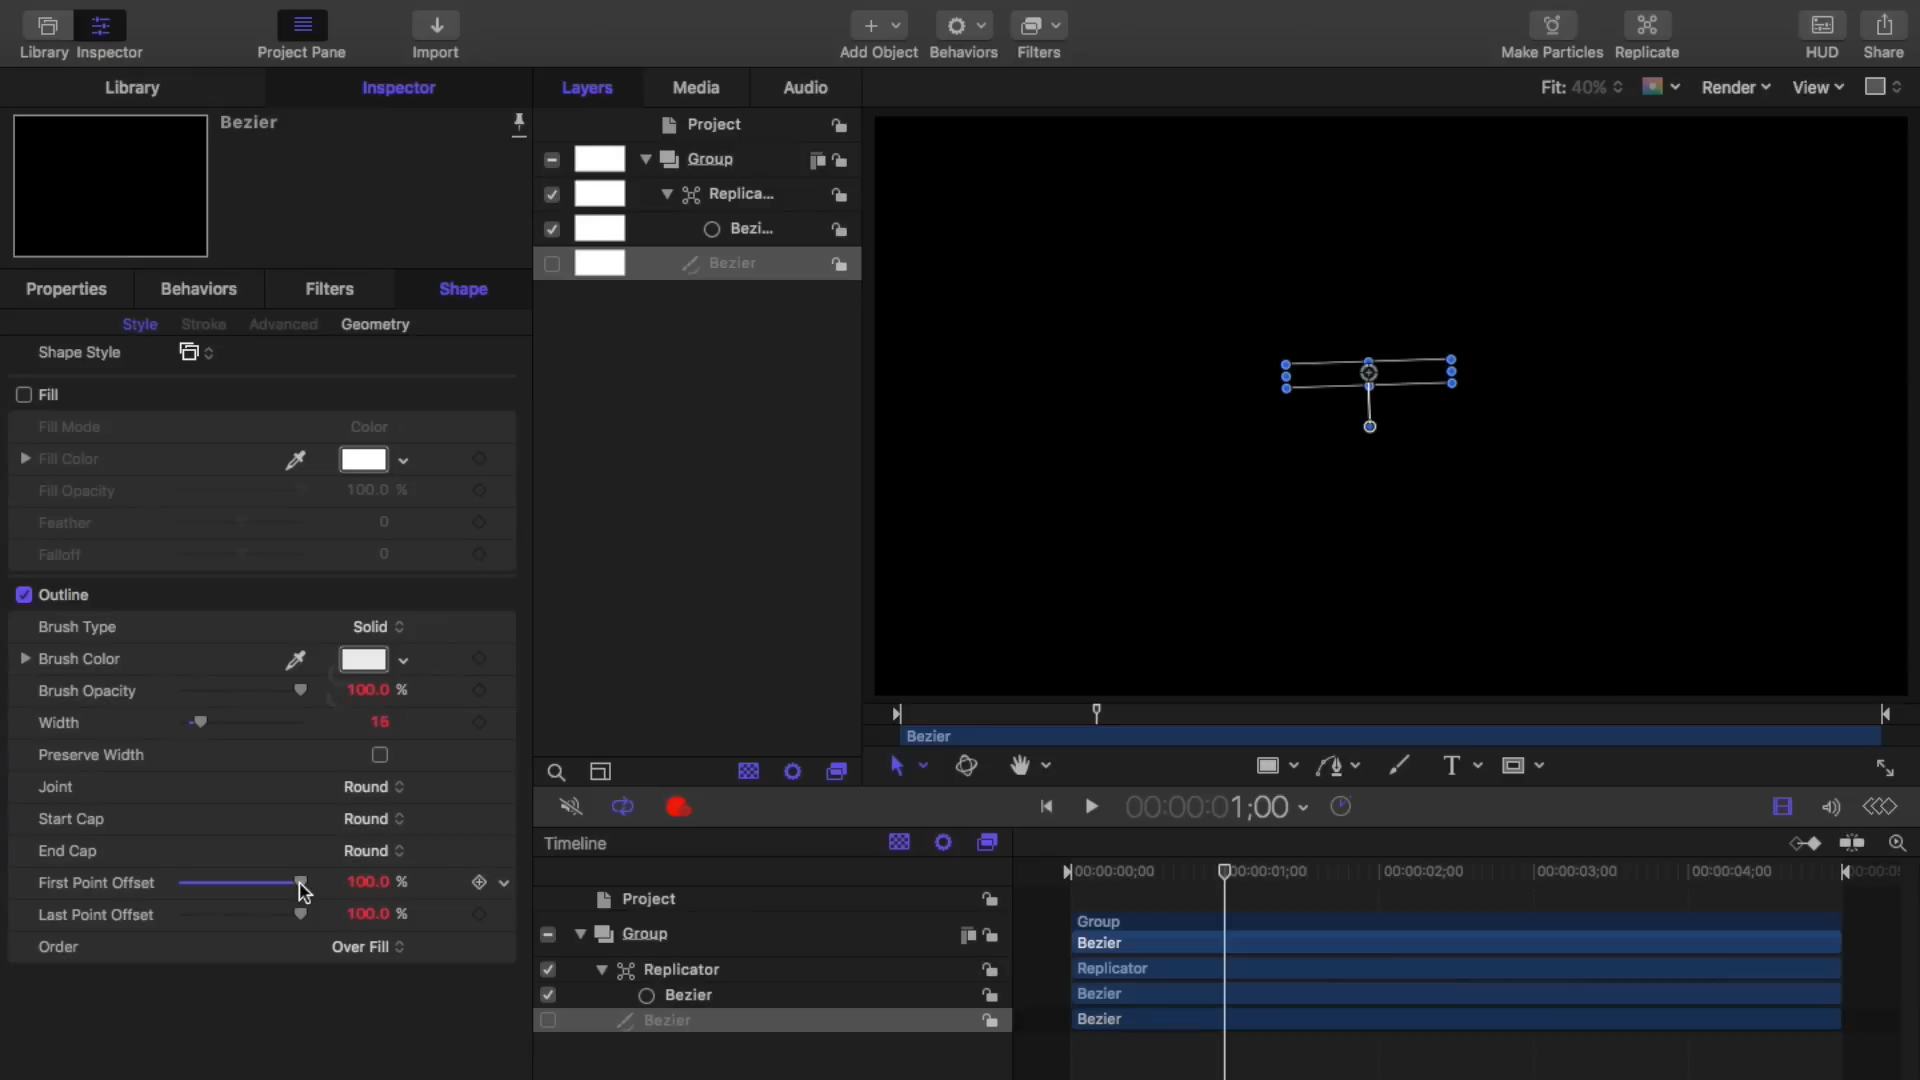 Library Inspector
Project Pane
Import
Add Object
Behaviors
Filters
Make Particles
Replicate
HUD
Share
Library
Inspector
Layers
Media
Audio
Fit: 40%
Render
View
Bezier
Project
Group
Replica...
Bezi...
Bezier
Properties
Behaviors
Filters
Shape
Style
Stroke
Advanced
Geometry
Shape Style
Fill
Fill Mode
Color
Fill Color
Fill Opacity
100.0 %
Feather
0
Falloff
0
Outline
Brush Type
Solid
Brush Color
Brush Opacity
100.0 %
Width
15
Preserve Width
Joint
Round
Start Cap
Round
End Cap
Round
First Point Offset
100.0 %
Last Point Offset
100.0 %
Order
Over Fill
Bezier
T
00:00:01;00
Timeline
00:00:00;00
00:00:01;00
00:00:02;00
00:00:03;00
00:00:04;00
Project
Group
Replicator
Bezier
Bezier
Group
Bezier
Replicator
Bezier
Bezier